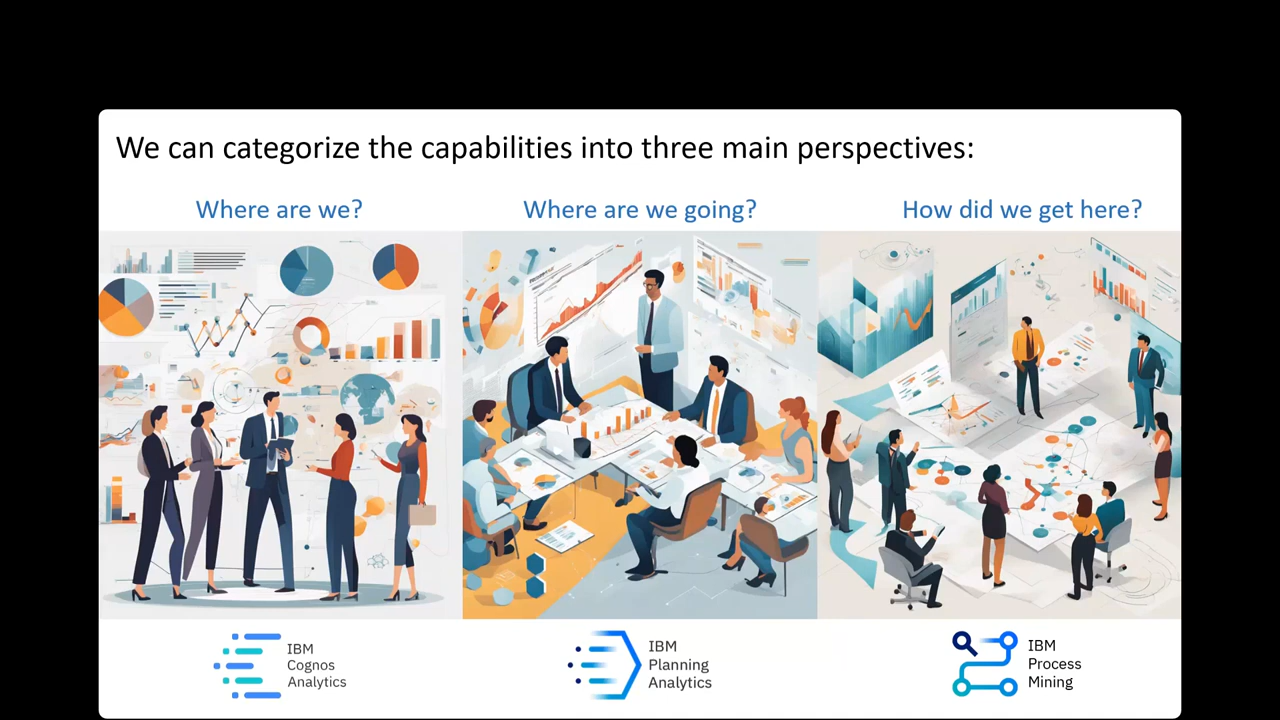 We can categorize the capabilities into three main perspectives:
Where are we?
Where are we going?
How did we get here?
IBM
Cognos
Analytics
IBM
Planning
Analytics
IBM
Process
Mining